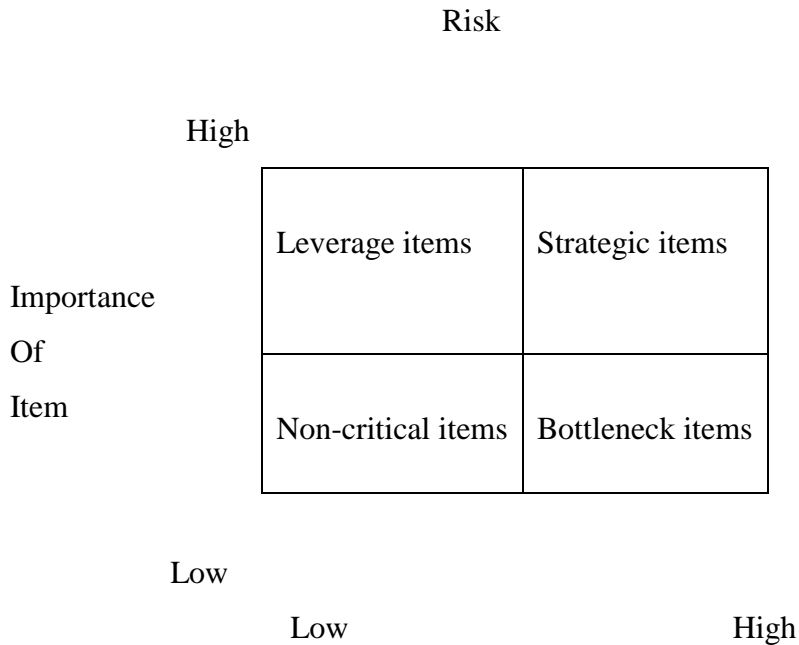 Risk
High
Leverage items
Strategic items
Importance
Of
Item
Non-critical items
Bottleneck items
Low
Low
High